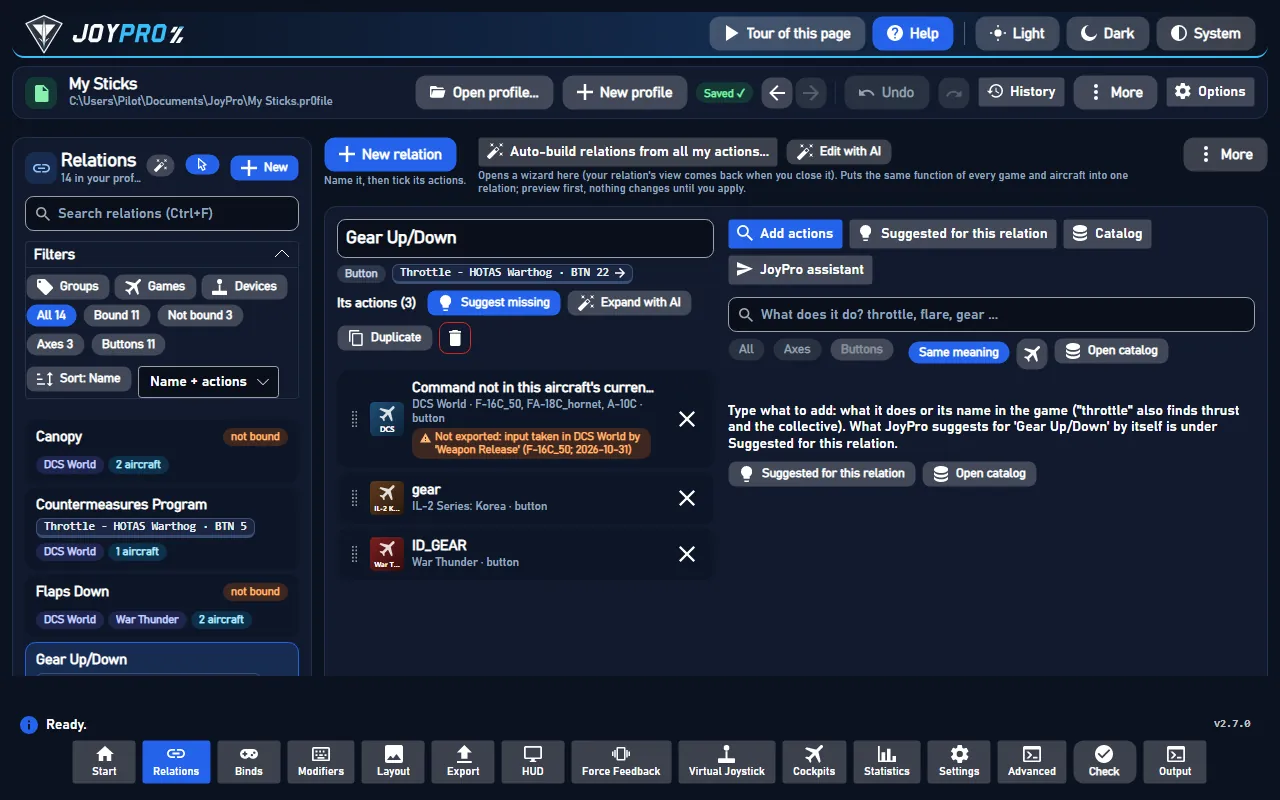 JOYPRO
Tour of this page
Help
Light
Dark
System
My Sticks
C:\Users\Pilot\Documents\JoyPro\My Sticks.pr0file
Open profile...
New profile
Saved ✓
Undo
History
More
Options
Relations
14 in your prof...
New
Search relations (Ctrl+F)
Filters
Groups
Games
Devices
All 14
Bound 11
Not bound 3
Axes 3
Buttons 11
Sort: Name
Name + actions
Canopy
not bound
DCS World
2 aircraft
Countermeasures Program
Throttle - HOTAS Warthog · BTN 5
DCS World
1 aircraft
Flaps Down
not bound
DCS World
War Thunder
2 aircraft
Gear Up/Down
New relation
Name it, then tick its actions.
Auto-build relations from all my actions...
Edit with AI
Opens a wizard here (your relation's view comes back when you close it). Puts the same function of every game and aircraft into one
relation; preview first, nothing changes until you apply.
More
Gear Up/Down
Button
Throttle - HOTAS Warthog · BTN 22 →
Its actions (3)
Suggest missing
Expand with AI
Duplicate
Command not in this aircraft's curren...
DCS World · F-16C_50, FA-18C_hornet, A-10C ·
button
DCS
Not exported: input taken in DCS World by
'Weapon Release' (F-16C_50; 2026-10-31)
gear
IL-2 Series: Korea · button
IL-2 K...
ID_GEAR
War Thunder · button
War T...
Add actions
Suggested for this relation
Catalog
JoyPro assistant
What does it do? throttle, flare, gear ...
All
Axes
Buttons
Same meaning
Open catalog
Type what to add: what it does or its name in the game ("throttle" also finds thrust
and the collective). What JoyPro suggests for 'Gear Up/Down' by itself is under
Suggested for this relation.
Suggested for this relation
Open catalog
Ready.
v2.7.0
Start
Relations
Binds
Modifiers
Layout
Export
HUD
Force Feedback
Virtual Joystick
Cockpits
Statistics
Settings
Advanced
Check
Output